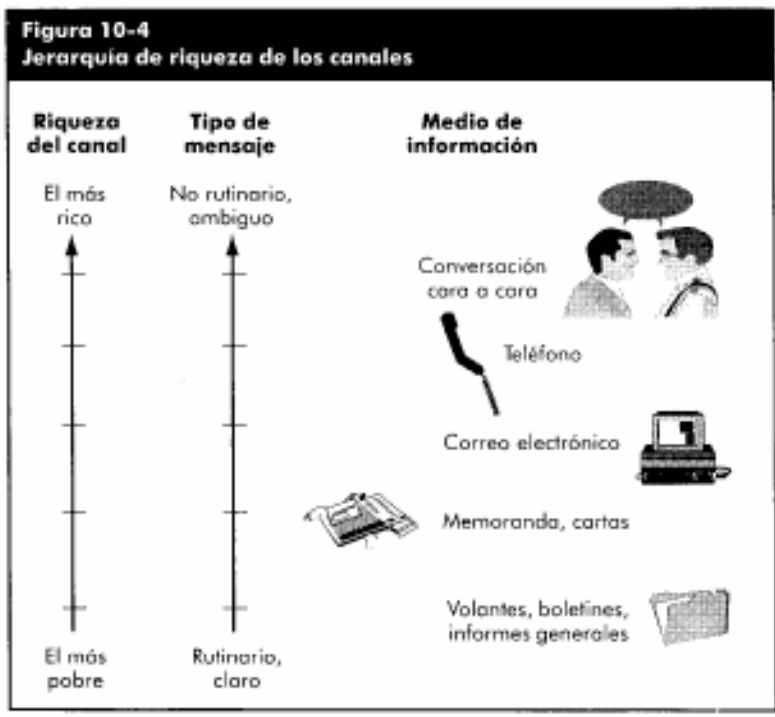 Figura 10-4
Jerarquía de riqueza de los canales
Riqueza
del canal
Tipo de
mensaje
Medio de
información
El más
rico
No rutinario,
ambiguo
Conversación
cara a cara
Teléfono
Correo electrónico
Memoranda, cartas
Volantes, boletines,
informes generales
El más
pobre
Rutinario,
claro